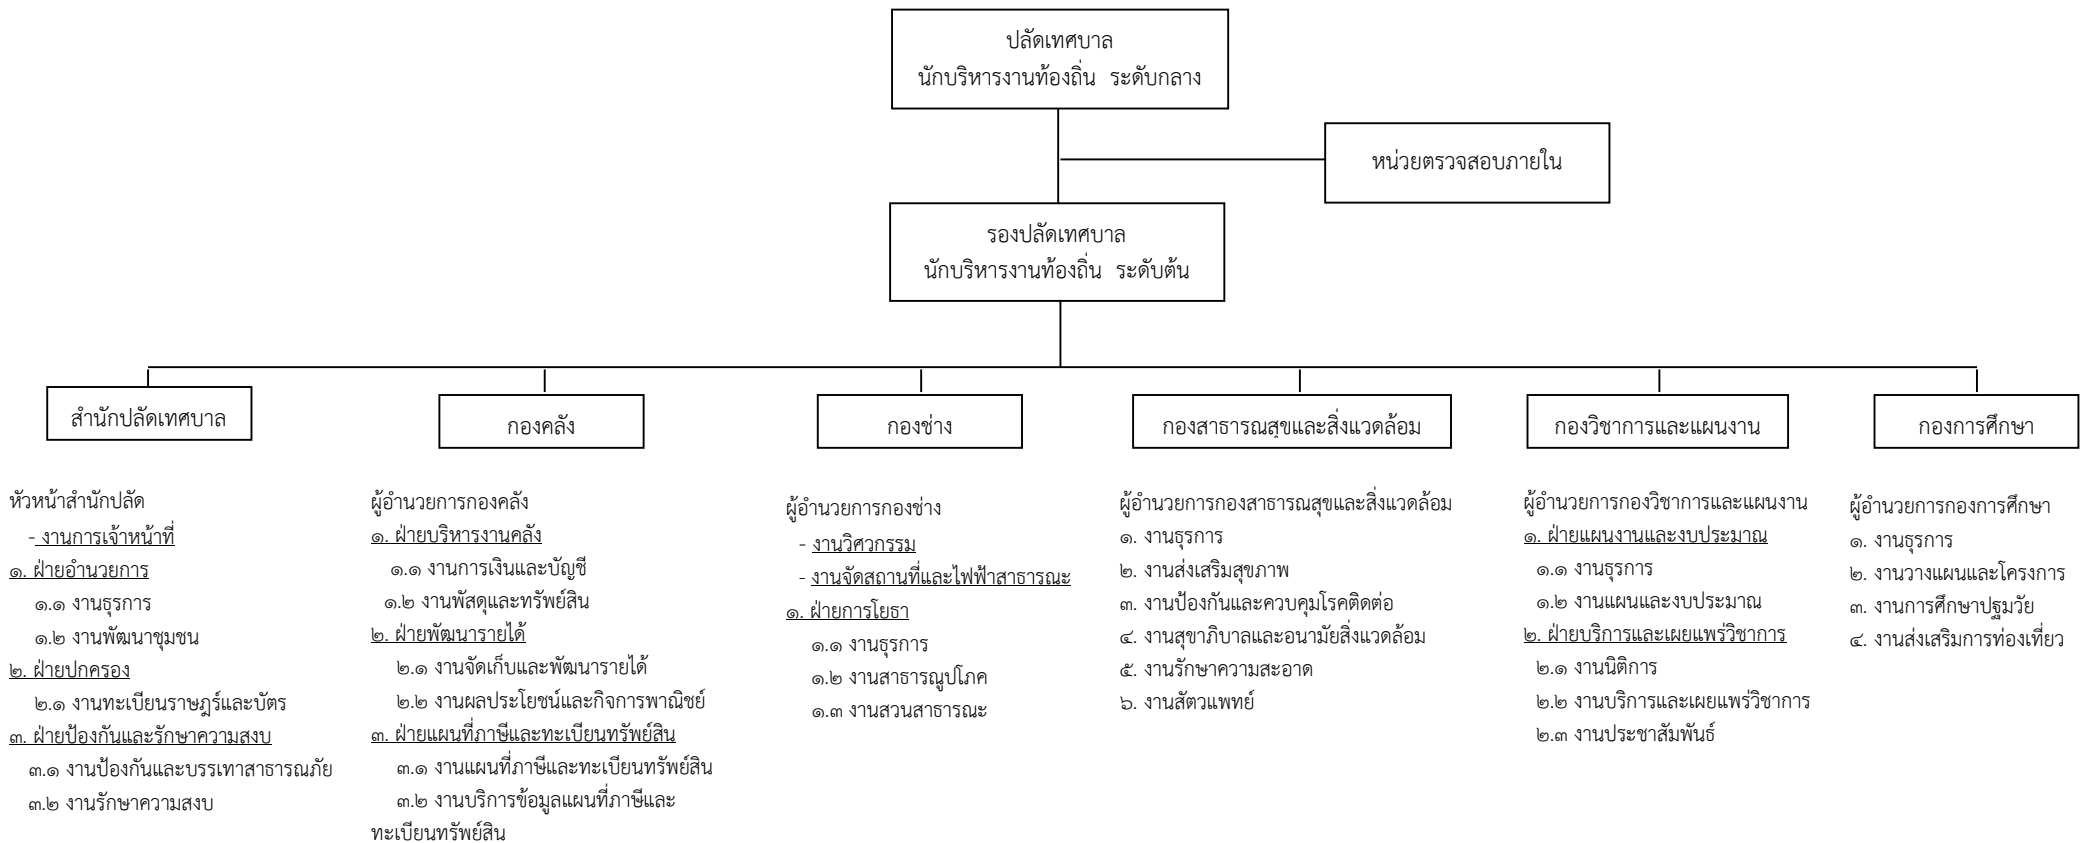 ปลัดเทศบาล
นักบริหารงานท้องถิ่น ระดับกลาง
หน่วยตรวจสอบภายใน
รองปลัดเทศบาล
นักบริหารงานท้องถิ่น ระดับต้น
สำนักปลัดเทศบาล
กองคลัง
กองช่าง
กองสาธารณสุขและสิ่งแวดล้อม
กองวิชาการและแผนงาน
กองการศึกษา
หัวหน้าสำนักปลัด
- งานการเจ้าหน้าที่
๑. ฝ่ายอำนวยการ
๑.๑ งานธุรการ
๑.๒ งานพัฒนาชุมชน
๒. ฝ่ายปกครอง
๒.๑ งานทะเบียนราษฎร์และบัตร
๓. ฝ่ายป้องกันและรักษาความสงบ
๓.๑ งานป้องกันและบรรเทาสาธารณภัย
๓.๒ งานรักษาความสงบ
ผู้อำนวยการกองคลัง
๑. ฝ่ายบริหารงานคลัง
๑.๑ งานการเงินและบัญชี
๑.๒ งานพัสดุและทรัพย์สิน
๒. ฝ่ายพัฒนารายได้
๒.๑ งานจัดเก็บและพัฒนารายได้
๒.๒ งานผลประโยชน์และกิจการพาณิชย์
๓. ฝ่ายแผนที่ภาษีและทะเบียนทรัพย์สิน
๓.๑ งานแผนที่ภาษีและทะเบียนทรัพย์สิน
๓.๒ งานบริการข้อมูลแผนที่ภาษีและ
ทะเบียนทรัพย์สิน
ผู้อำนวยการกองช่าง
- งานวิศวกรรม
- งานจัดสถานที่และไฟฟ้าสาธารณะ
๑. ฝ่ายการโยธา
๑.๑ งานธุรการ
๑.๒ งานสาธารณูปโภค
๑.๓ งานสวนสาธารณะ
ผู้อำนวยการกองสาธารณสุขและสิ่งแวดล้อม
๑. งานธุรการ
๒. งานส่งเสริมสุขภาพ
๓. งานป้องกันและควบคุมโรคติดต่อ
๔. งานสุขาภิบาลและอนามัยสิ่งแวดล้อม
๕. งานรักษาความสะอาด
๖. งานสัตวแพทย์
ผู้อำนวยการกองวิชาการและแผนงาน
๑. ฝ่ายแผนงานและงบประมาณ
๑.๑ งานธุรการ
๑.๒ งานแผนและงบประมาณ
๒. ฝ่ายบริการและเผยแพร่วิชาการ
๒.๑ งานนิติการ
๒.๒ งานบริการและเผยแพร่วิชาการ
๒.๓ งานประชาสัมพันธ์
ผู้อำนวยการกองการศึกษา
๑. งานธุรการ
๒. งานวางแผนและโครงการ
๓. งานการศึกษาปฐมวัย
๔. งานส่งเสริมการท่องเที่ยว